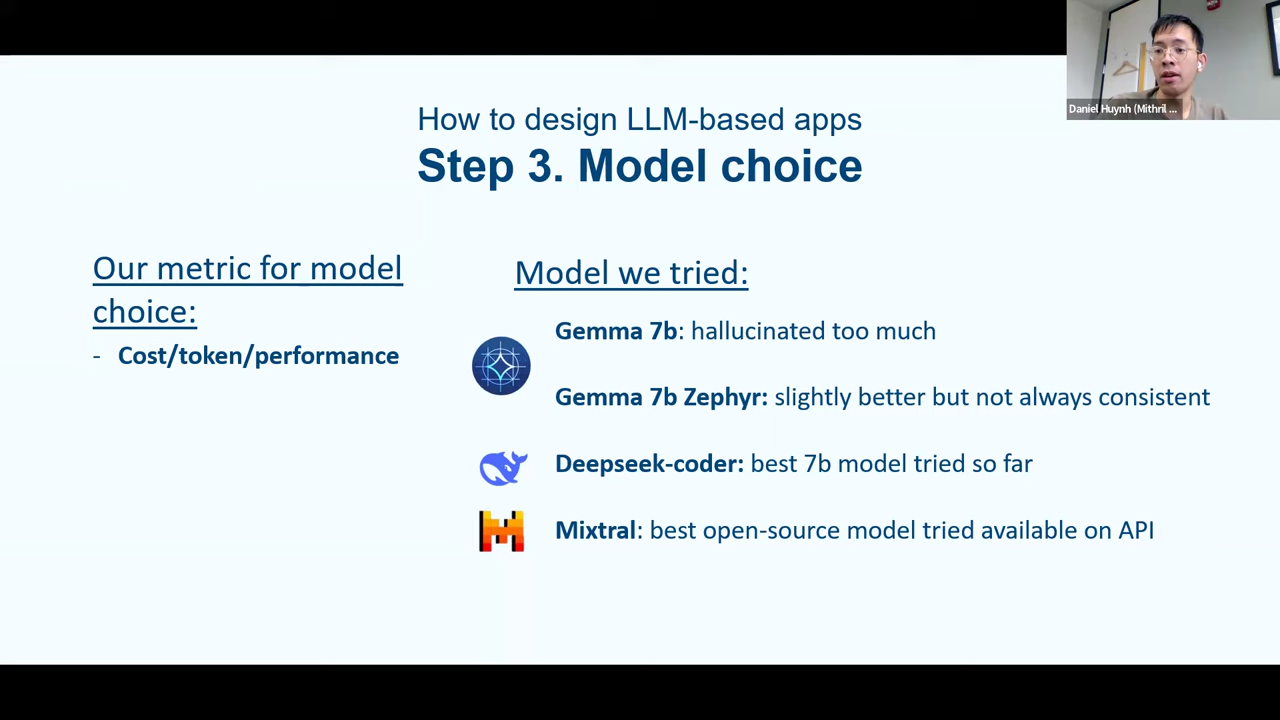 How to design LLM-based apps
Step 3. Model choice
Daniel Huynh (Mithril ...
Our metric for model
choice:
- Cost/token/performance
Model we tried:
Gemma 7b: hallucinated too much
Gemma 7b Zephyr: slightly better but not always consistent
Deepseek-coder: best 7b model tried so far
Mixtral: best open-source model tried available on API